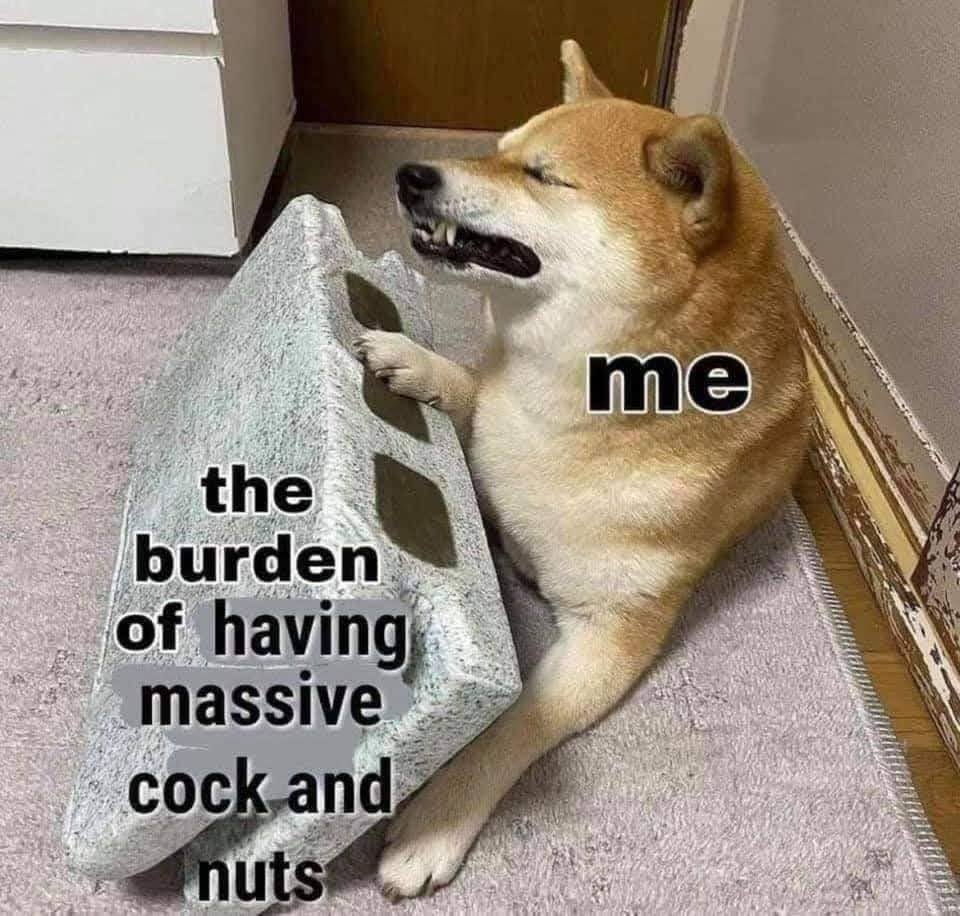 me
the
burden
of having
massive
cock and
nuts